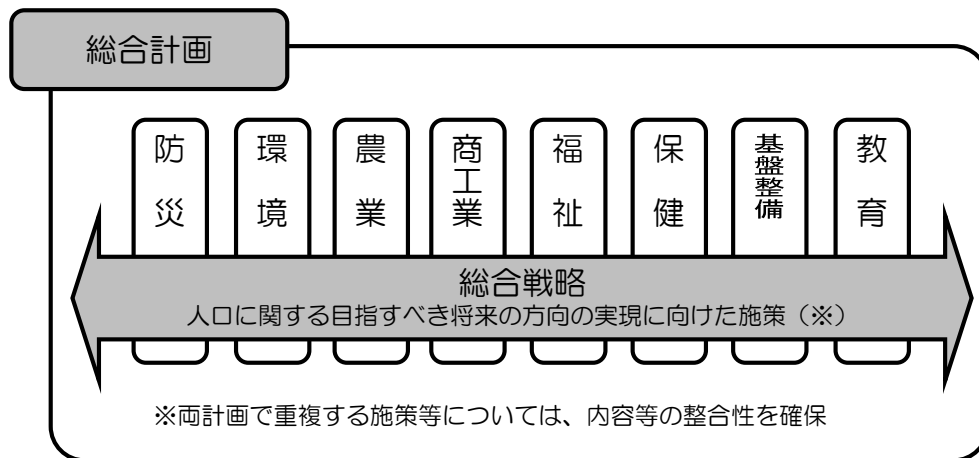 総合計画
防災
環境
農業
商工業
福祉
保健
基盤整備
教育
総合戦略
人口に関する目指すべき将来の方向の実現に向けた施策（※）
※両計画で重複する施策等については、内容等の整合性を確保